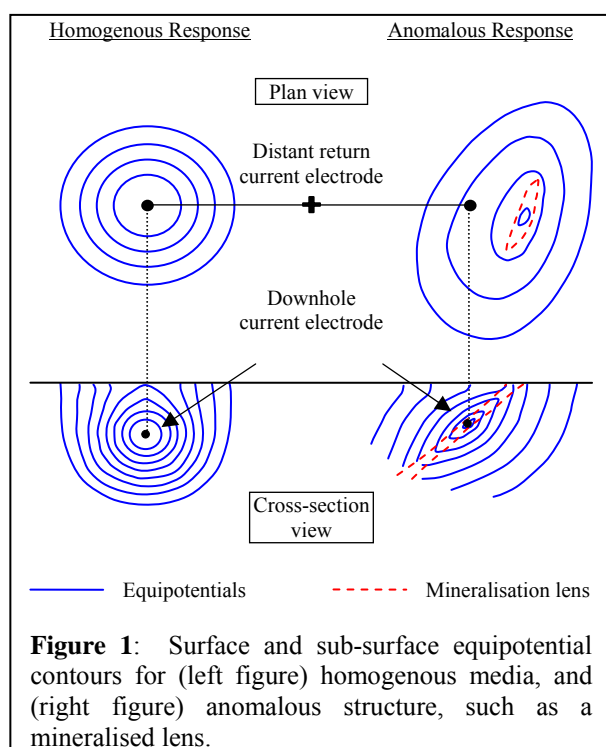 Homogenous Response
Anomalous Response
Plan view
Distant return
current electrode
Downhole
current electrode
Cross-section
view
Equipotentials
Mineralisation lens
Figure 1: Surface and sub-surface equipotential
contours for (left figure) homogenous media, and
(right figure) anomalous structure, such as a
mineralised lens.